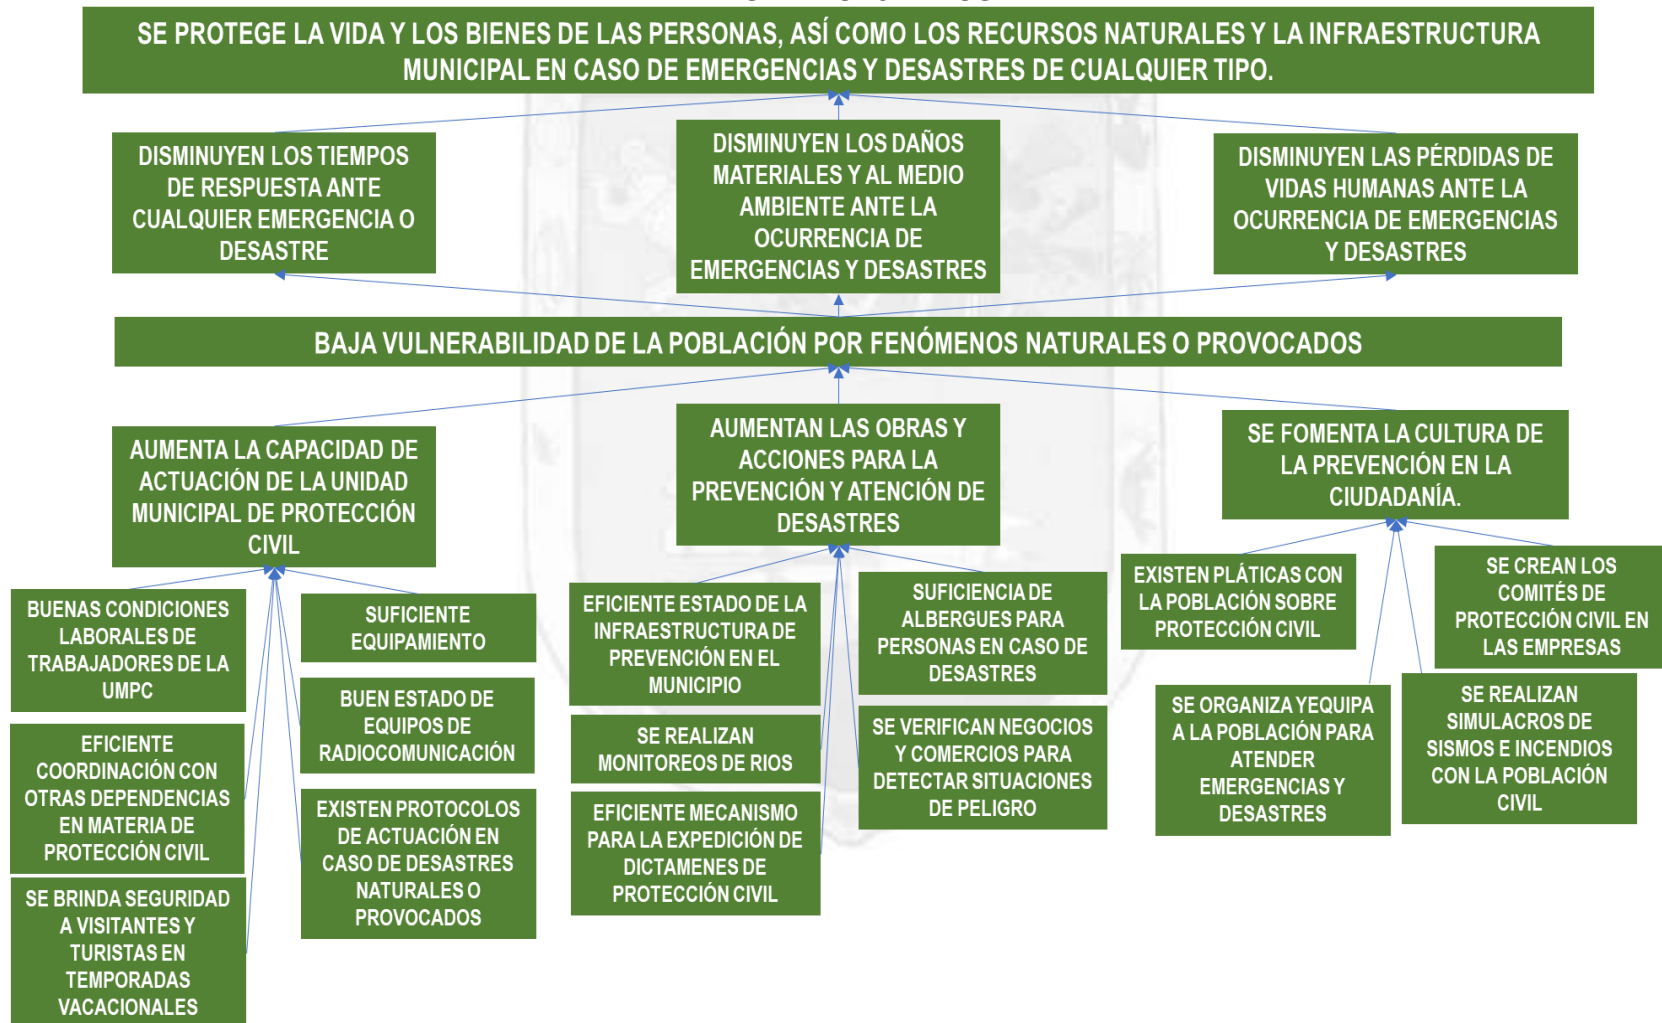 SE PROTEGE LA VIDA Y LOS BIENES DE LAS PERSONAS, ASÍ COMO LOS RECURSOS NATURALES Y LA INFRAESTRUCTURA
MUNICIPAL EN CASO DE EMERGENCIAS Y DESASTRES DE CUALQUIER TIPO.
DISMINUYEN LOS TIEMPOS
DE RESPUESTA ANTE
CUALQUIER EMERGENCIA O
DESASTRE
DISMINUYEN LOS DAÑOS
MATERIALES Y AL MEDIO
AMBIENTE ANTE LA
OCURRENCIA DE
EMERGENCIAS Y DESASTRES
DISMINUYEN LAS PÉRDIDAS DE
VIDAS HUMANAS ANTE LA
OCURRENCIA DE EMERGENCIAS
Y DESASTRES
BAJA VULNERABILIDAD DE LA POBLACIÓN POR FENÓMENOS NATURALES O PROVOCADOS
AUMENTA LA CAPACIDAD DE
ACTUACIÓN DE LA UNIDAD
MUNICIPAL DE PROTECCIÓN
CIVIL
AUMENTAN LAS OBRAS Y
ACCIONES PARA LA
PREVENCIÓN Y ATENCIÓN DE
DESASTRES
SE FOMENTA LA CULTURA DE
LA PREVENCIÓN EN LA
CIUDADANÍA.
BUENAS CONDICIONES
LABORALES DE
TRABAJADORES DE LA
UMPC
SUFICIENTE
EQUIPAMIENTO
EFICIENTE
COORDINACIÓN CON
OTRAS DEPENDENCIAS
EN MATERIA DE
PROTECCIÓN CIVIL
BUEN ESTADO DE
EQUIPOS DE
RADIOCOMUNICACIÓN
SE BRINDA SEGURIDAD
A VISITANTES Y
TURISTAS EN
TEMPORADAS
VACACIONALES
EXISTEN PROTOCOLOS
DE ACTUACIÓN EN
CASO DE DESASTRES
NATURALES O
PROVOCADOS
EFICIENTE ESTADO DE LA
INFRAESTRUCTURA DE
PREVENCIÓN EN EL
MUNICIPIO
SUFICIENCIA DE
ALBERGUES PARA
PERSONAS EN CASO DE
DESASTRES
SE REALIZAN
MONITOREOS DE RIOS
SE VERIFICAN NEGOCIOS
Y COMERCIOS PARA
DETECTAR SITUACIONES
DE PELIGRO
EFICIENTE MECANISMO
PARA LA EXPEDICIÓN DE
DICTAMENES DE
PROTECCIÓN CIVIL
EXISTEN PLÁTICAS CON
LA POBLACIÓN SOBRE
PROTECCIÓN CIVIL
SE CREAN LOS
COMITÉS DE
PROTECCIÓN CIVIL EN
LAS EMPRESAS
SE ORGANIZA YEQUIPA
A LA POBLACIÓN PARA
ATENDER
EMERGENCIAS Y
DESASTRES
SE REALIZAN
SIMULACROS DE
SISMOS E INCENDIOS
CON LA POBLACIÓN
CIVIL